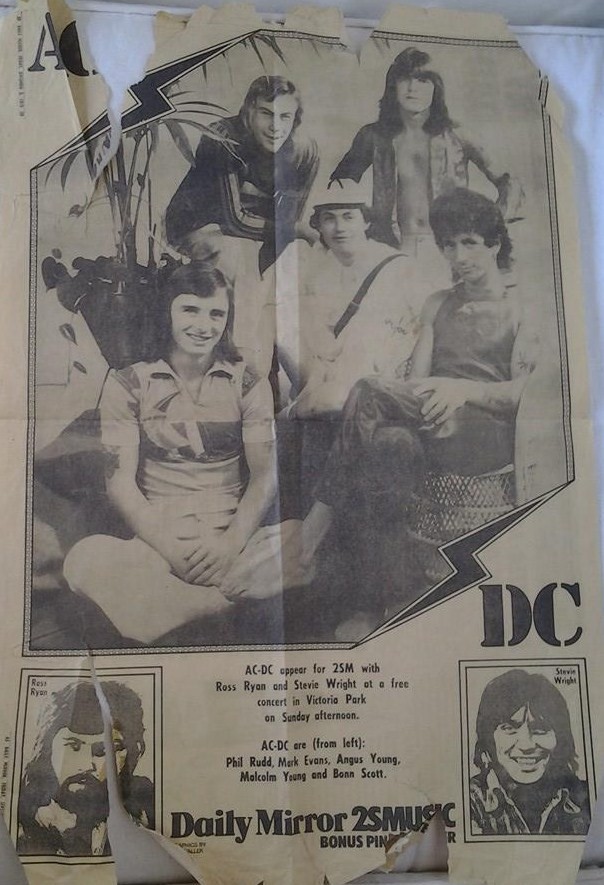 AC
DC
AC-DC appear for 2SM with
Ross Ryan and Stevie Wright at a free
concert in Victoria Park
on Sunday afternoon.
AC-DC are (from left):
Phil Rudd, Mark Evans, Angus Young,
Malcolm Young and Bonn Scott.
Ross
Ryan
Stevie
Wright
Daily Mirror 2SMUSIC
BONUS PIN